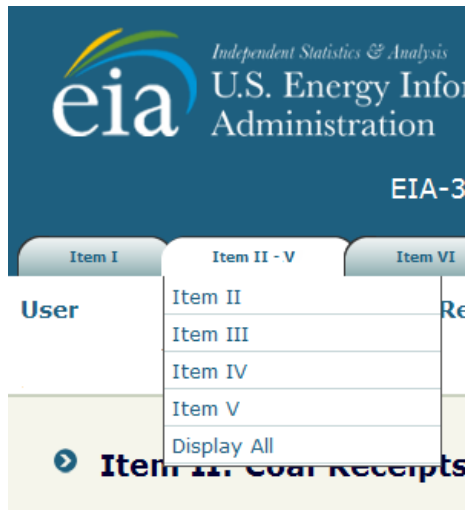 Independent Statistics & Analysis
eia
U.S. Energy Infor
Administration
EIA-3
Item I
Item II - V
Item VI
User
Re
Item II
Item III
Item IV
Item V
Display All
Item II: Coal Receipts